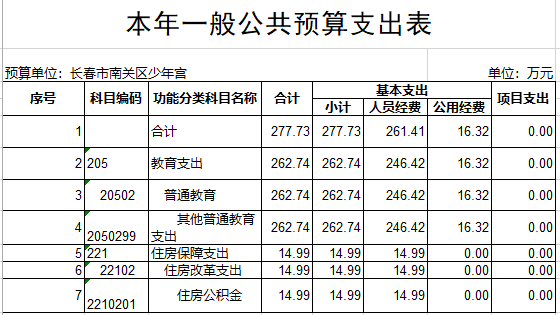 本年一般公共预算支出表
预算单位：长春市南关区少年宫 单位：万元
序号 科目编码 功能分类科目名称 合计 基本支出 项目支出
小计 人员经费 公用经费
1 合计 277.73 277.73 261.41 16.32 0.00
2 205 教育支出 262.74 262.74 246.42 16.32 0.00
3 20502 普通教育 262.74 262.74 246.42 16.32 0.00
4 2050299 其他普通教育支出 262.74 262.74 246.42 16.32 0.00
5 221 住房保障支出 14.99 14.99 14.99 0.00 0.00
6 22102 住房改革支出 14.99 14.99 14.99 0.00 0.00
7 2210201 住房公积金 14.99 14.99 14.99 0.00 0.00